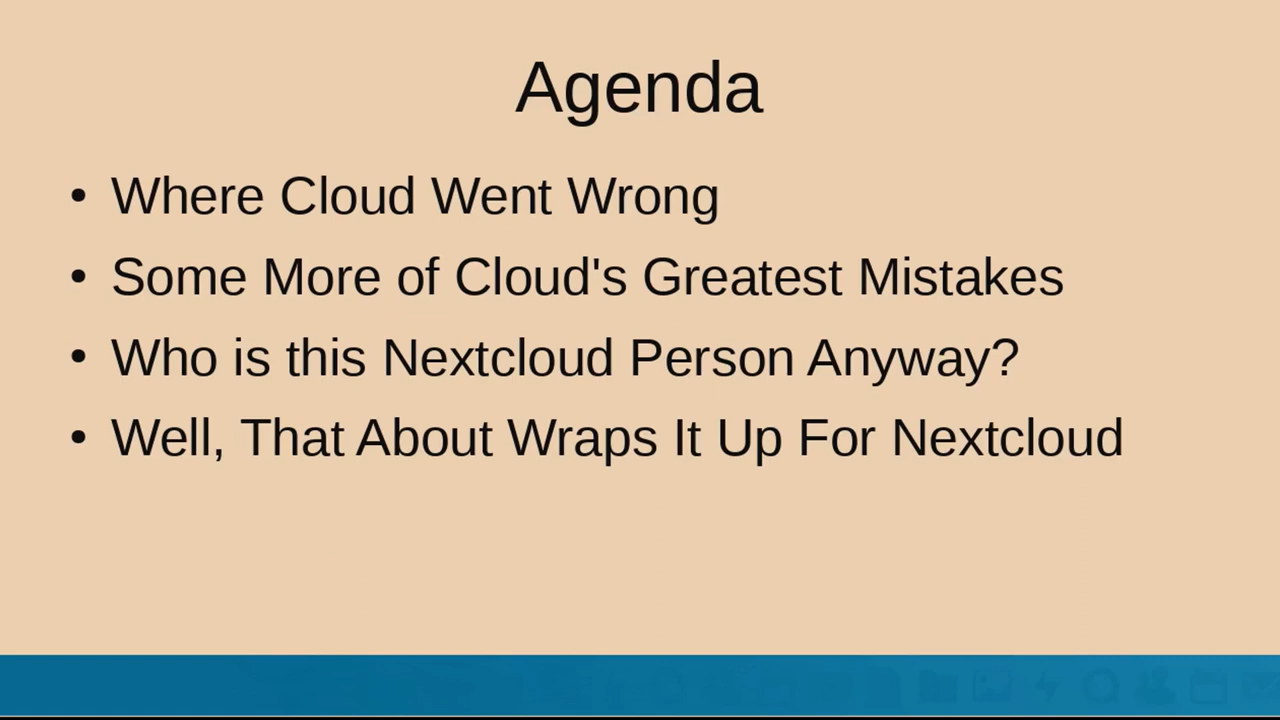 Agenda
• Where Cloud Went Wrong
• Some More of Cloud's Greatest Mistakes
• Who is this Nextcloud Person Anyway?
• Well, That About Wraps It Up For Nextcloud